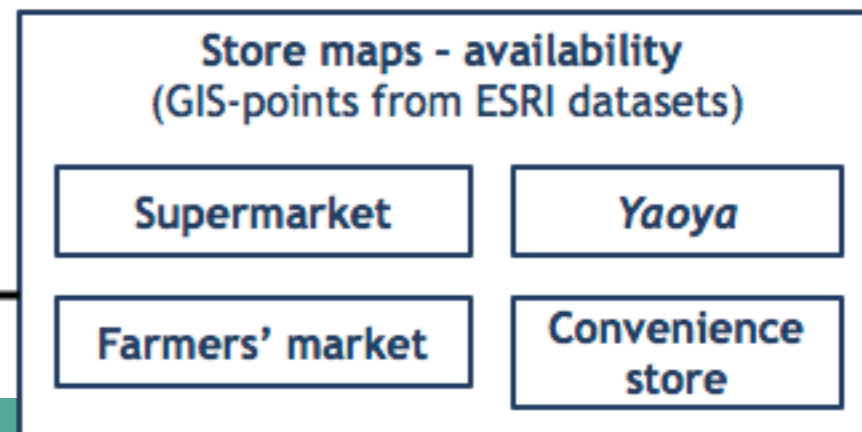 Store maps – availability
(GIS-points from ESRI datasets)
Supermarket
Yaoya
Farmers’ market
Convenience
store